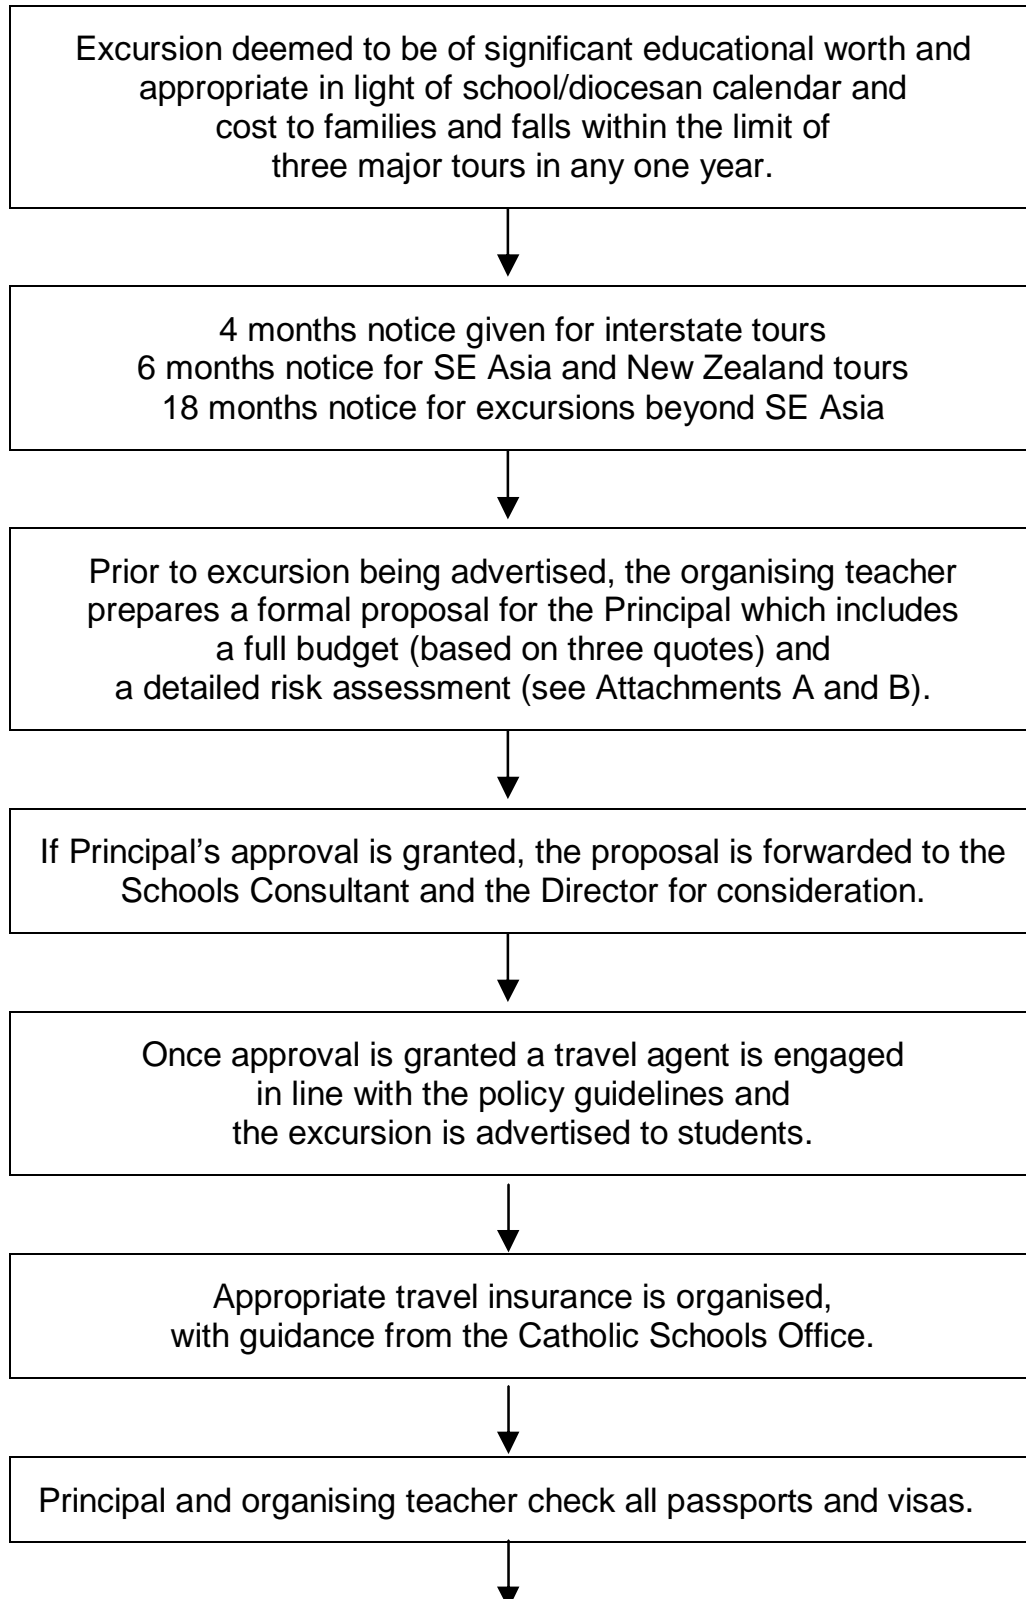 Excursion deemed to be of significant educational worth and
appropriate in light of school/diocesan calendar and
cost to families and falls within the limit of
three major tours in any one year.
4 months notice given for interstate tours
6 months notice for SE Asia and New Zealand tours
18 months notice for excursions beyond SE Asia
Prior to excursion being advertised, the organising teacher
prepares a formal proposal for the Principal which includes
a full budget (based on three quotes) and
a detailed risk assessment (see Attachments A and B).
If Principal’s approval is granted, the proposal is forwarded to the
Schools Consultant and the Director for consideration.
Once approval is granted a travel agent is engaged
in line with the policy guidelines and
the excursion is advertised to students.
Appropriate travel insurance is organised,
with guidance from the Catholic Schools Office.
Principal and organising teacher check all passports and visas.